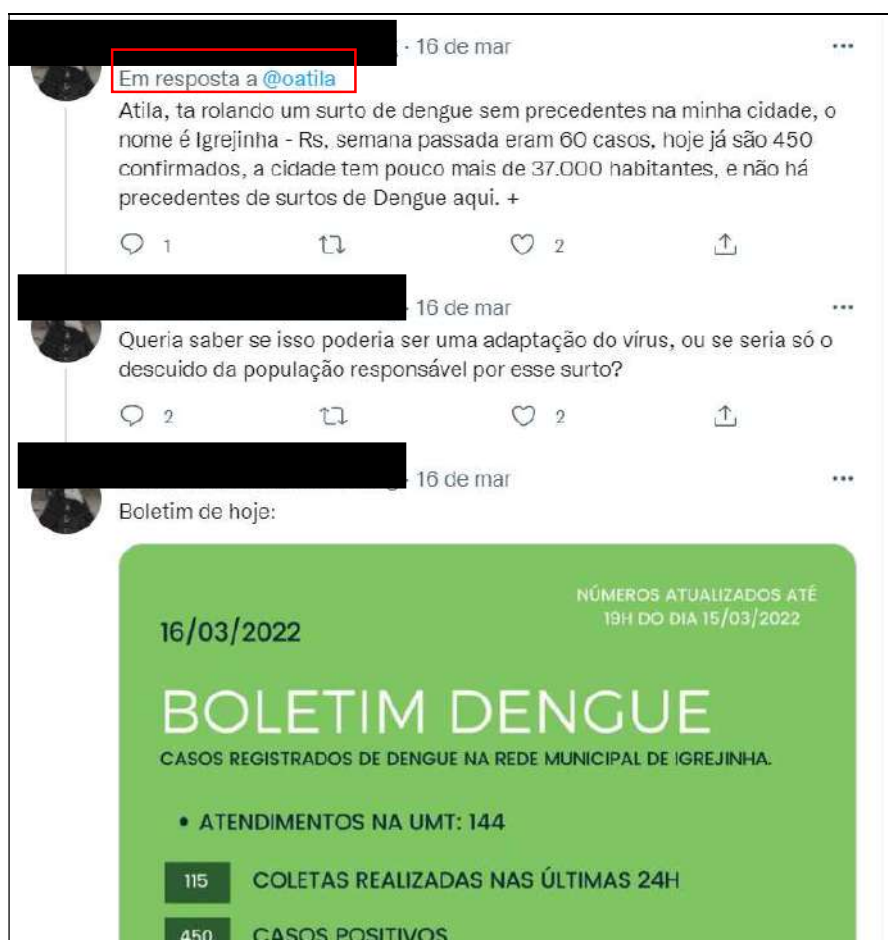 · 16 de mar
Em resposta a @oatila
Atila, ta rolando um surto de dengue sem precedentes na minha cidade, o
nome é Igrejinha - Rs, semana passada eram 60 casos, hoje já são 450
confirmados, a cidade tem pouco mais de 37.000 habitantes, e não há
precedentes de surtos de Dengue aqui. +
1 2
16 de mar
Queria saber se isso poderia ser uma adaptação do vírus, ou se seria só o
descuido da população responsável por esse surto?
2 2
· 16 de mar
Boletim de hoje:
NÚMEROS ATUALIZADOS ATÉ
19H DO DIA 15/03/2022
16/03/2022
BOLETIM DENGUE
CASOS REGISTRADOS DE DENGUE NA REDE MUNICIPAL DE IGREJINHA.
• ATENDIMENTOS NA UMT: 144
115 COLETAS REALIZADAS NAS ÚLTIMAS 24H
450 CASOS POSITIVOS